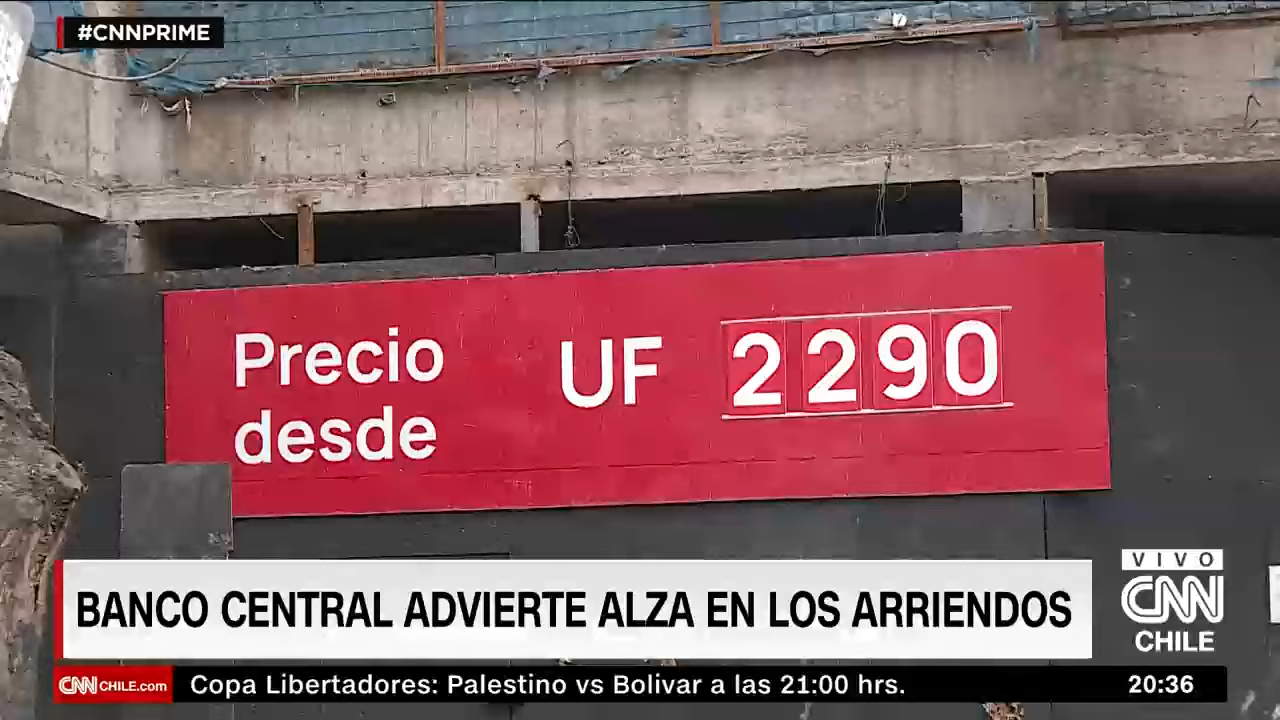 #CNNPRIME
Precio
desde
UF 2290
BANCO CENTRAL ADVIERTE ALZA EN LOS ARRIENDOS
VIVO
CNN
CHILE
CNNCHILE.com Copa Libertadores: Palestino vs Bolivar a las 21:00 hrs. 20:36